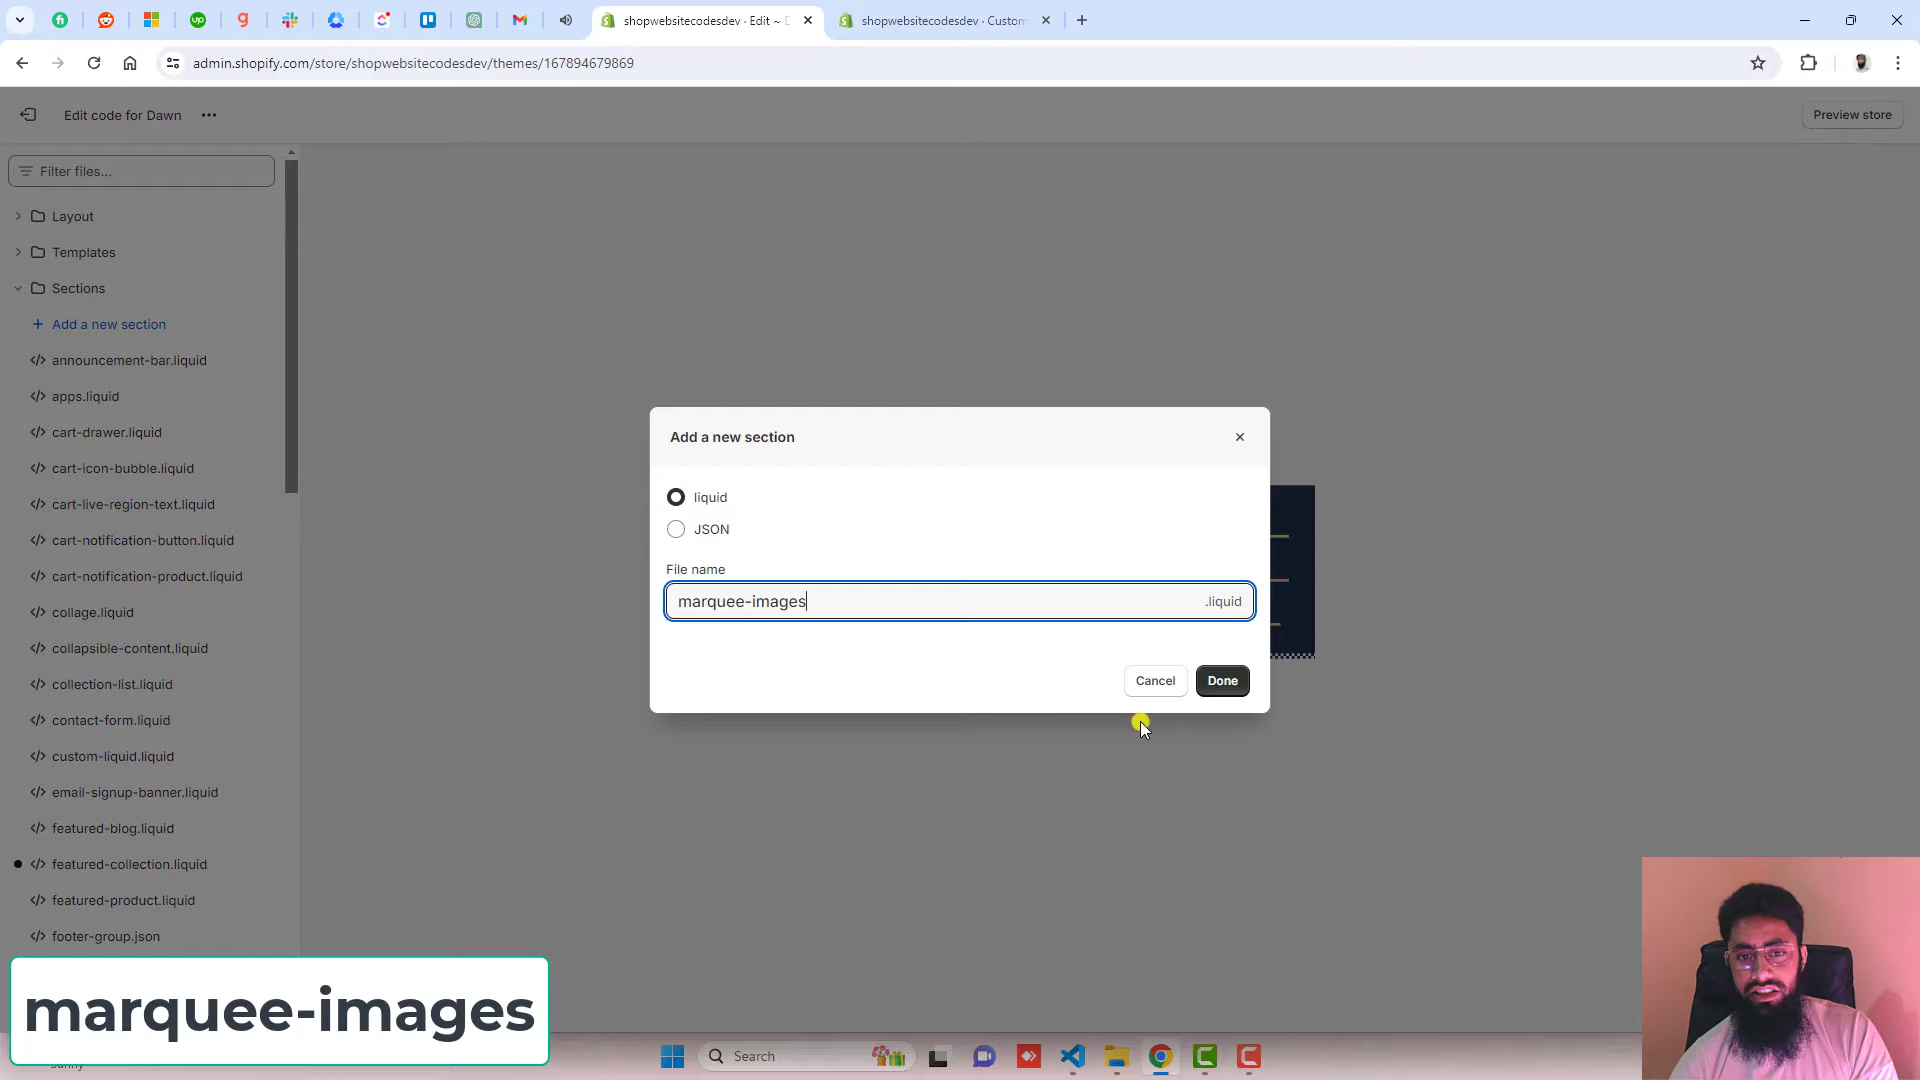 shopwebsitecodesdev · Edit ~ D
shopwebsitecodesdev · Custom
admin.shopify.com/store/shopwebsitecodesdev/themes/167894679869
Edit code for Dawn
Preview store
Filter files...
Layout
Templates
Sections
Add a new section
announcement-bar.liquid
apps.liquid
cart-drawer.liquid
cart-icon-bubble.liquid
cart-live-region-text.liquid
cart-notification-button.liquid
cart-notification-product.liquid
collage.liquid
collapsible-content.liquid
collection-list.liquid
contact-form.liquid
custom-liquid.liquid
email-signup-banner.liquid
featured-blog.liquid
featured-collection.liquid
featured-product.liquid
footer-group.json
Add a new section
liquid
JSON
File name
marquee-images
.liquid
Cancel
Done
marquee-images
Search